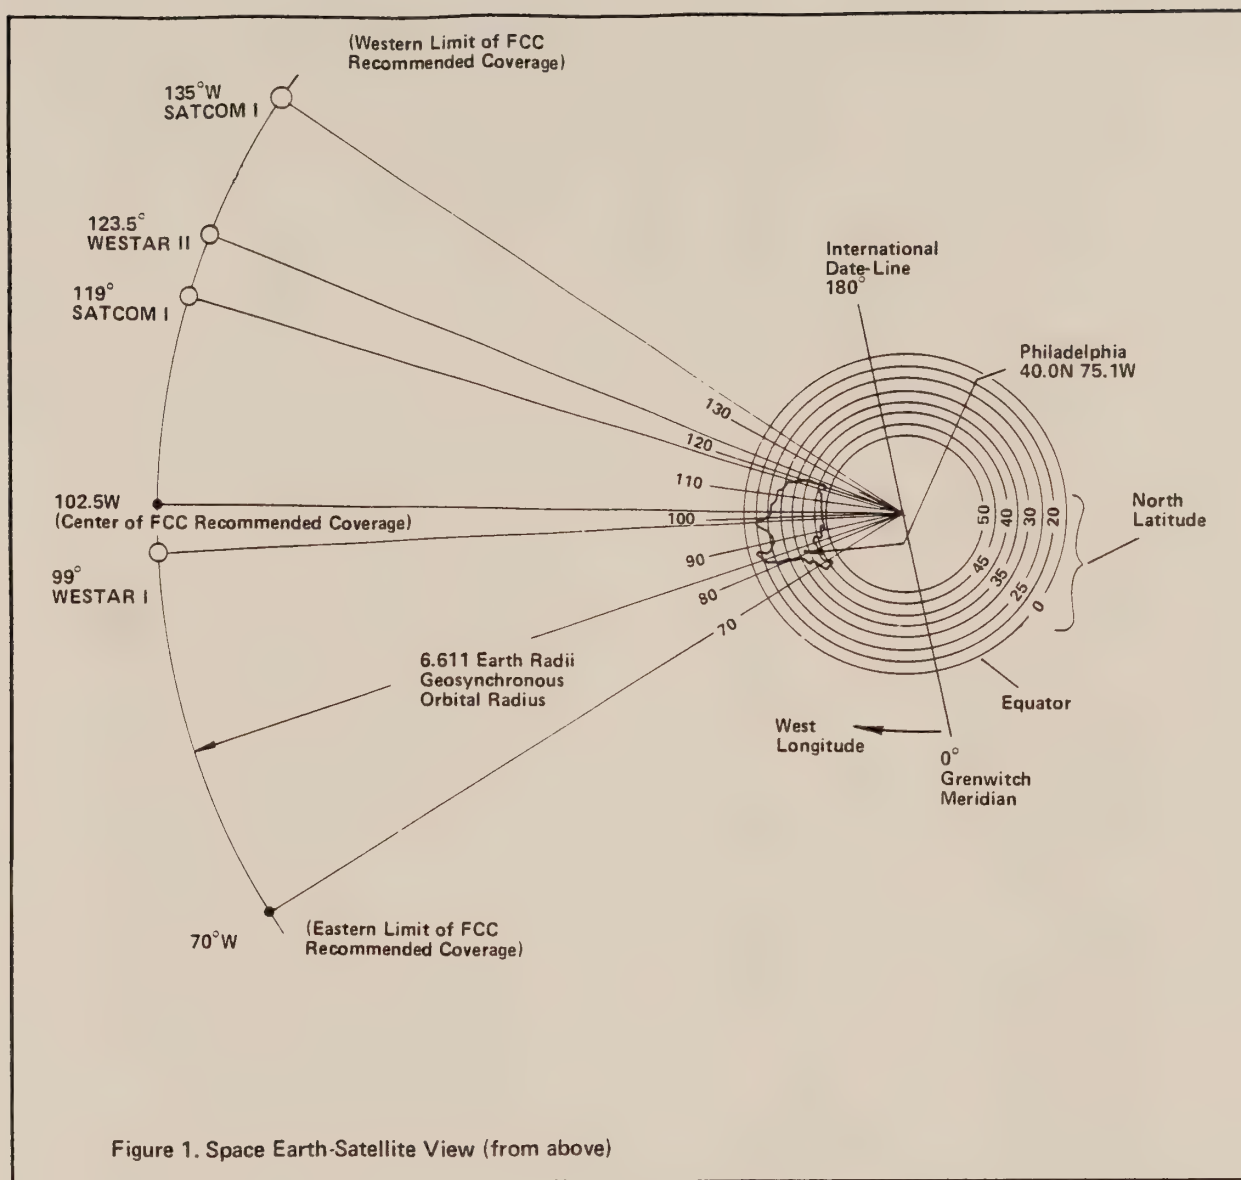 (Western Limit of FCC
Recommended Coverage)
135°W
SATCOM I
123.5°
WESTAR II
119°
SATCOM I
102.5W
(Center of FCC Recommended Coverage)
99°
WESTAR I
70°W
(Eastern Limit of FCC
Recommended Coverage)
6.611 Earth Radii
Geosynchronous
Orbital Radius
130
120
110
100
90
80
70
International
Date-Line
180°
Philadelphia
40.0N 75.1W
50
40
30
20
45
35
25
0
North
Latitude
Equator
West
Longitude
0°
Grenwitch
Meridian
Figure 1. Space Earth-Satellite View (from above)